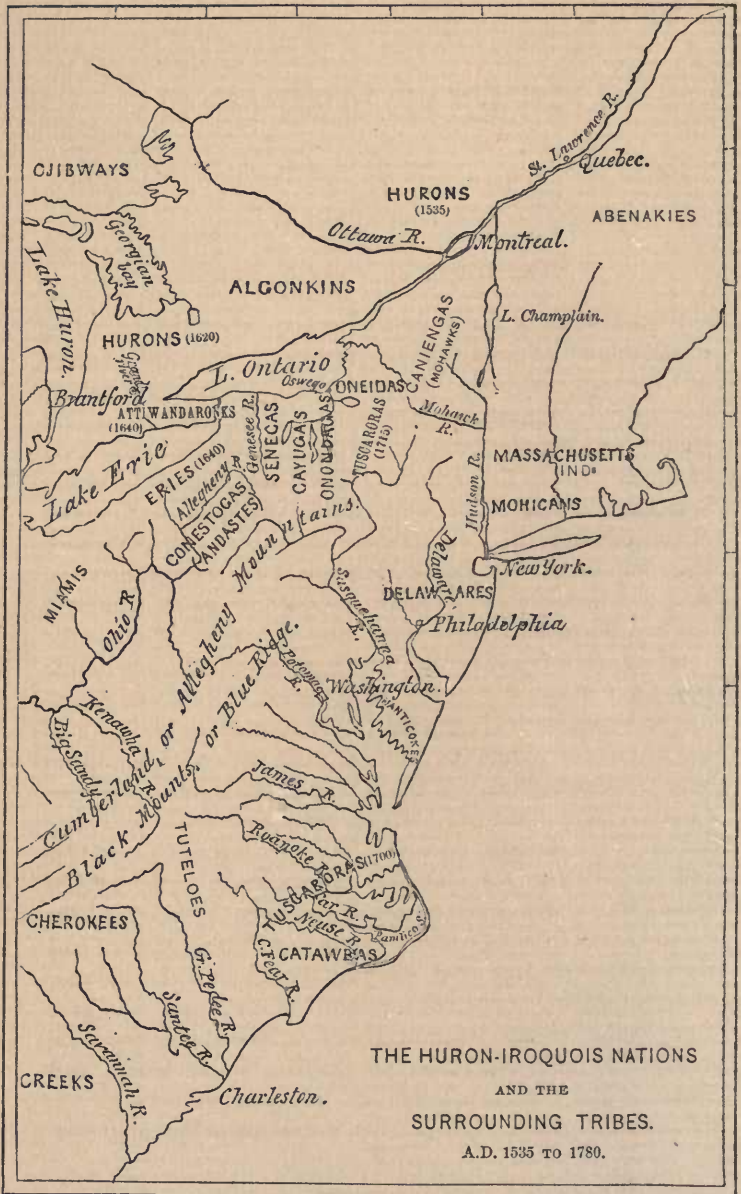 St. Lawrence R.
Quebec.
OJIBWAYS
HURONS
(1535)
ABENAKIES
Ottawa R.
Montreal.
Georgian
bay
Lake Huron
ALGONKINS
L. Champlain.
HURONS (1620)
CANIENGAS
(MOHAWKS)
L. Ontario
Oswego
ONEIDAS
Brantford
ATTIWANDARONKS
(1640)
Mohawk
R.
Genesee R.
SENECAS
CAYUGAS
ONONDAGAS
TUSCARORAS
(1715)
Lake Erie
ERIES (1640)
Allegheny Rd
CONESTOGAS
(ANDASTES)
MASSACHUSETTS
INDS
Hudson R.
MOHICANS
New York.
MIAMIS
Ohio R
Delaware
DELAWARES
Philadelphia
Susquehanna
R.
Potomac
R.
Washington.
NANTICOKES
Kenawha
R.
Big Sandy
Cumberland, or Allegheny Mountains.
Black Mounts, or Blue Ridge.
James R.
Roanoke R.
TUSCARORAS (1700)
Tar R.
Neuse R.
Pamlico S.
TUTELOES
CHEROKEES
CATAWBAS
C. Fear R.
Gr. Pedee R.
Santee R.
Savannah R.
CREEKS
Charleston.
THE HURON-IROQUOIS NATIONS
AND THE
SURROUNDING TRIBES.
A.D. 1535 TO 1780.